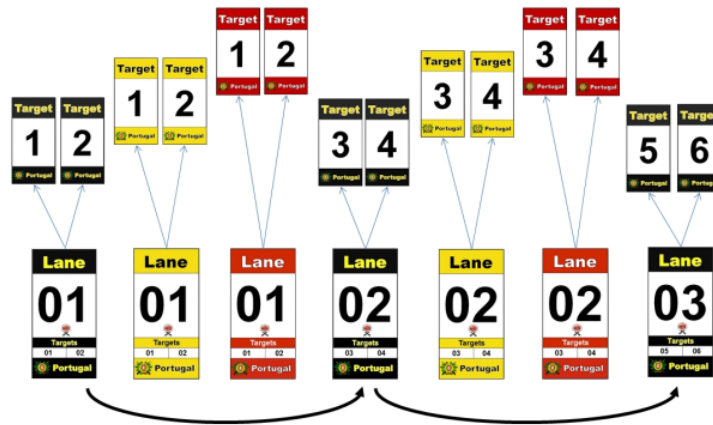 Target
1
Portugal
Target
2
Portugal
Target
1
Portugal
Target
2
Portugal
Target
1
Portugal
Target
2
Portugal
Target
3
Portugal
Target
4
Portugal
Target
3
Portugal
Target
4
Portugal
Target
3
Portugal
Target
4
Portugal
Target
5
Portugal
Target
6
Portugal
Lane
01
Targets
01 02
Portugal
Lane
01
Targets
01 02
Portugal
Lane
01
Targets
01 02
Portugal
Lane
02
Targets
03 04
Portugal
Lane
02
Targets
03 04
Portugal
Lane
02
Targets
03 04
Portugal
Lane
03
Targets
05 06
Portugal